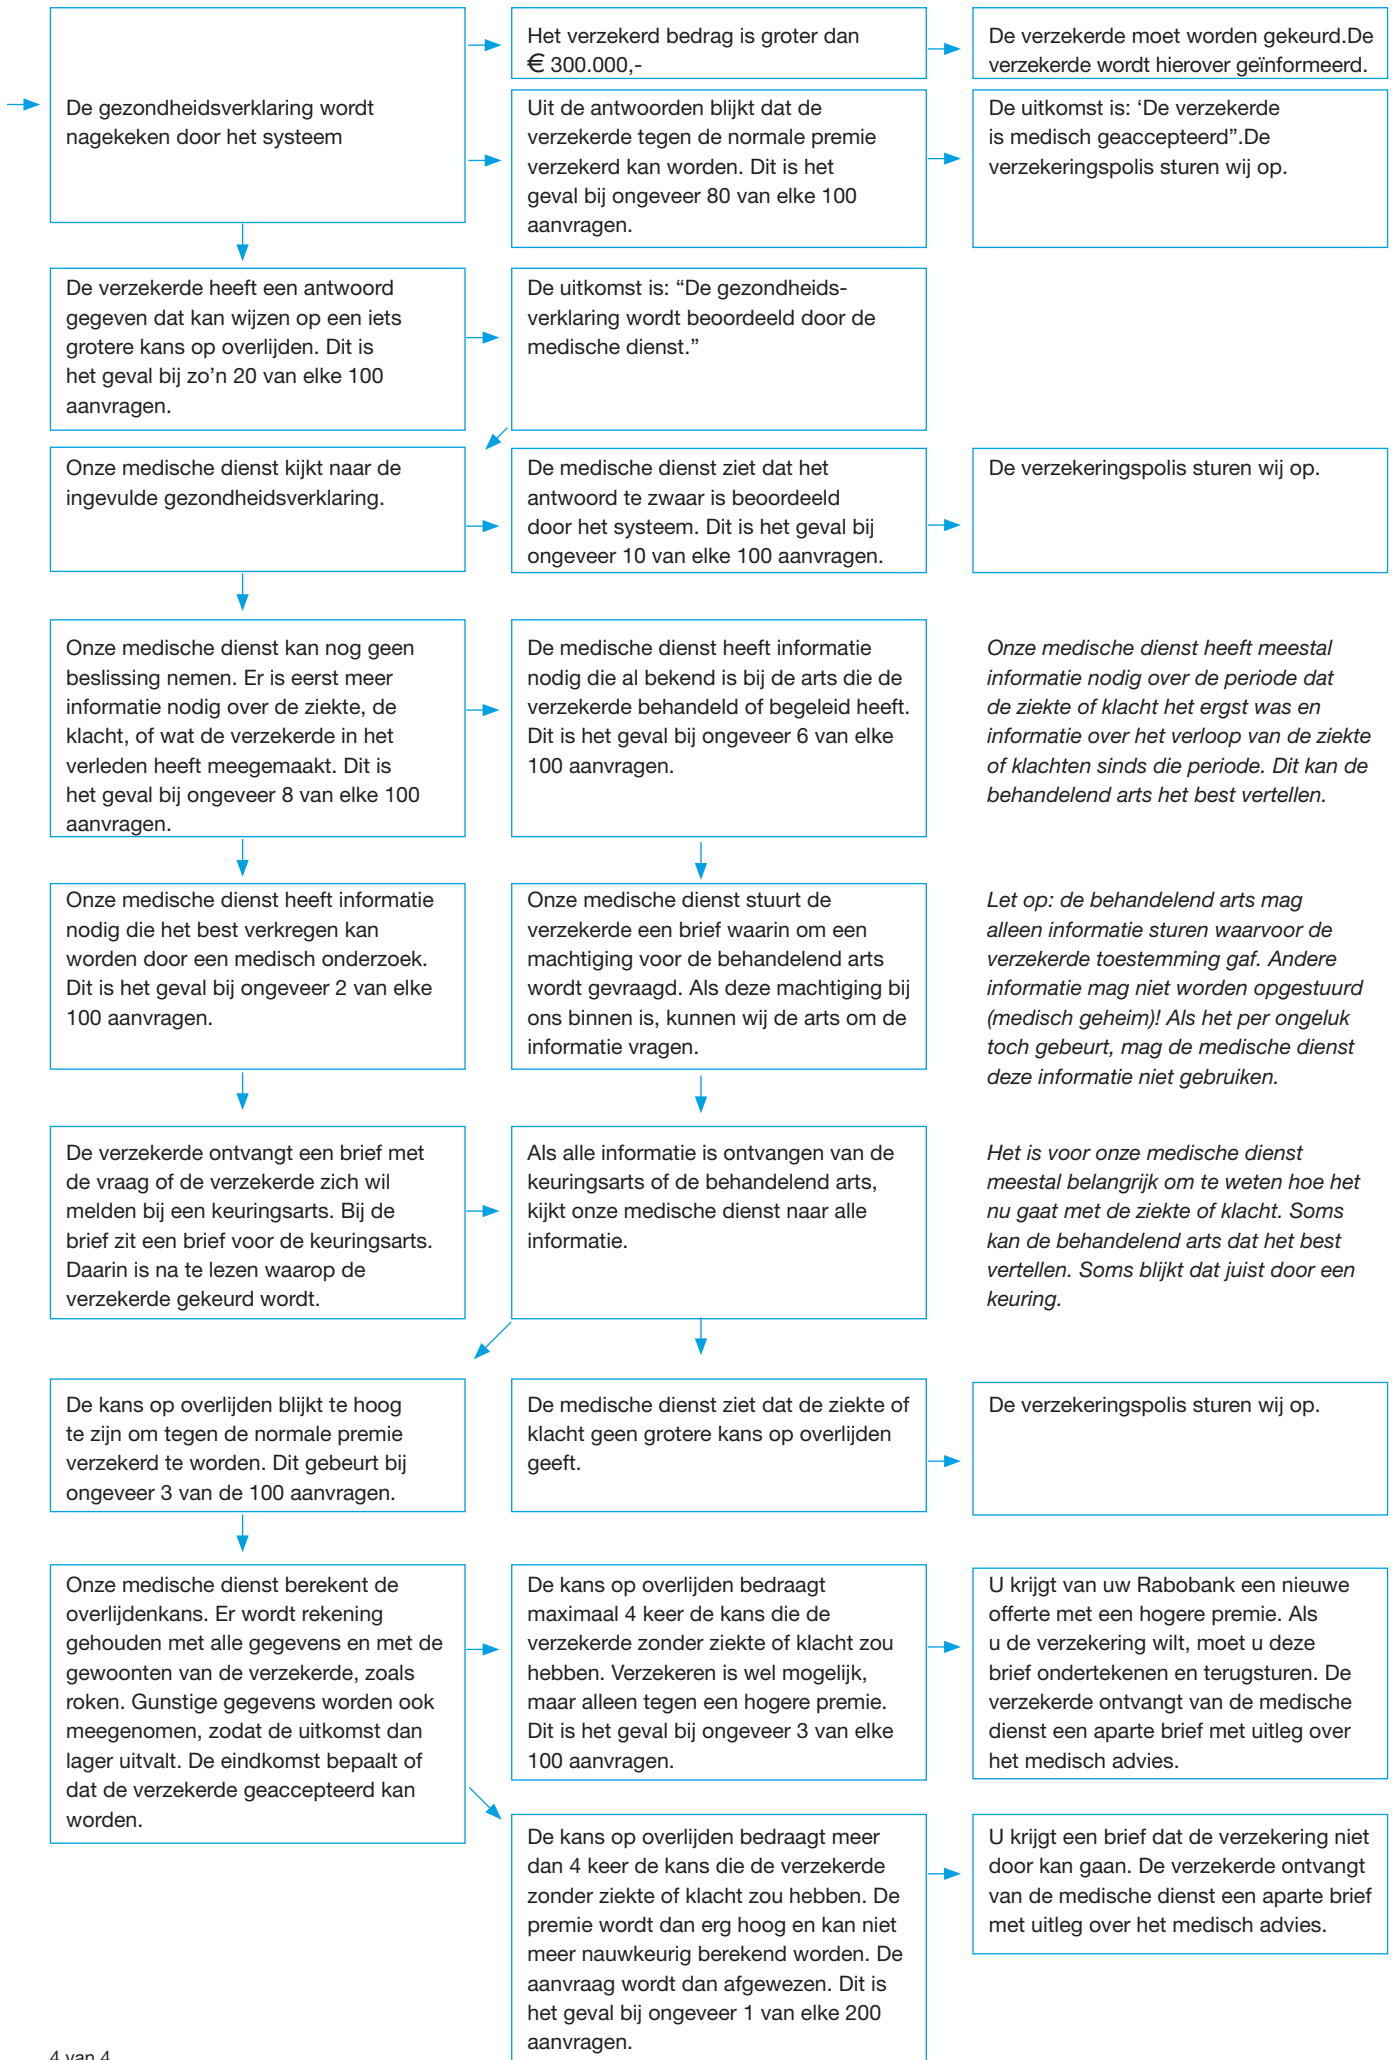 Het verzekerd bedrag is groter dan
€ 300.000,-
De verzekerde moet worden gekeurd.De
verzekerde wordt hierover geïnformeerd.
De gezondheidsverklaring wordt
nagekeken door het systeem
Uit de antwoorden blijkt dat de
verzekerde tegen de normale premie
verzekerd kan worden. Dit is het
geval bij ongeveer 80 van elke 100
aanvragen.
De uitkomst is: ‘De verzekerde
is medisch geaccepteerd”.De
verzekeringspolis sturen wij op.
De verzekerde heeft een antwoord
gegeven dat kan wijzen op een iets
grotere kans op overlijden. Dit is
het geval bij zo’n 20 van elke 100
aanvragen.
De uitkomst is: “De gezondheids-
verklaring wordt beoordeeld door de
medische dienst.”
Onze medische dienst kijkt naar de
ingevulde gezondheidsverklaring.
De medische dienst ziet dat het
antwoord te zwaar is beoordeeld
door het systeem. Dit is het geval bij
ongeveer 10 van elke 100 aanvragen.
De verzekeringspolis sturen wij op.
Onze medische dienst kan nog geen
beslissing nemen. Er is eerst meer
informatie nodig over de ziekte, de
klacht, of wat de verzekerde in het
verleden heeft meegemaakt. Dit is
het geval bij ongeveer 8 van elke 100
aanvragen.
De medische dienst heeft informatie
nodig die al bekend is bij de arts die de
verzekerde behandeld of begeleid heeft.
Dit is het geval bij ongeveer 6 van elke
100 aanvragen.
Onze medische dienst heeft meestal
informatie nodig over de periode dat
de ziekte of klacht het ergst was en
informatie over het verloop van de ziekte
of klachten sinds die periode. Dit kan de
behandelend arts het best vertellen.
Onze medische dienst heeft informatie
nodig die het best verkregen kan
worden door een medisch onderzoek.
Dit is het geval bij ongeveer 2 van elke
100 aanvragen.
Onze medische dienst stuurt de
verzekerde een brief waarin om een
machtiging voor de behandelend arts
wordt gevraagd. Als deze machtiging bij
ons binnen is, kunnen wij de arts om de
informatie vragen.
Let op: de behandelend arts mag
alleen informatie sturen waarvoor de
verzekerde toestemming gaf. Andere
informatie mag niet worden opgestuurd
(medisch geheim)! Als het per ongeluk
toch gebeurt, mag de medische dienst
deze informatie niet gebruiken.
De verzekerde ontvangt een brief met
de vraag of de verzekerde zich wil
melden bij een keuringsarts. Bij de
brief zit een brief voor de keuringsarts.
Daarin is na te lezen waarop de
verzekerde gekeurd wordt.
Als alle informatie is ontvangen van de
keuringsarts of de behandelend arts,
kijkt onze medische dienst naar alle
informatie.
Het is voor onze medische dienst
meestal belangrijk om te weten hoe het
nu gaat met de ziekte of klacht. Soms
kan de behandelend arts dat het best
vertellen. Soms blijkt dat juist door een
keuring.
De kans op overlijden blijkt te hoog
te zijn om tegen de normale premie
verzekerd te worden. Dit gebeurt bij
ongeveer 3 van de 100 aanvragen.
De medische dienst ziet dat de ziekte of
klacht geen grotere kans op overlijden
geeft.
De verzekeringspolis sturen wij op.
Onze medische dienst berekent de
overlijdenkans. Er wordt rekening
gehouden met alle gegevens en met de
gewoonten van de verzekerde, zoals
roken. Gunstige gegevens worden ook
meegenomen, zodat de uitkomst dan
lager uitvalt. De eindkomst bepaalt of
dat de verzekerde geaccepteerd kan
worden.
De kans op overlijden bedraagt
maximaal 4 keer de kans die de
verzekerde zonder ziekte of klacht zou
hebben. Verzekeren is wel mogelijk,
maar alleen tegen een hogere premie.
Dit is het geval bij ongeveer 3 van elke
100 aanvragen.
U krijgt van uw Rabobank een nieuwe
offerte met een hogere premie. Als
u de verzekering wilt, moet u deze
brief ondertekenen en terugsturen. De
verzekerde ontvangt van de medische
dienst een aparte brief met uitleg over
het medisch advies.
De kans op overlijden bedraagt meer
dan 4 keer de kans die de verzekerde
zonder ziekte of klacht zou hebben. De
premie wordt dan erg hoog en kan niet
meer nauwkeurig berekend worden. De
aanvraag wordt dan afgewezen. Dit is
het geval bij ongeveer 1 van elke 200
aanvragen.
U krijgt een brief dat de verzekering niet
door kan gaan. De verzekerde ontvangt
van de medische dienst een aparte brief
met uitleg over het medisch advies.
4 van 4